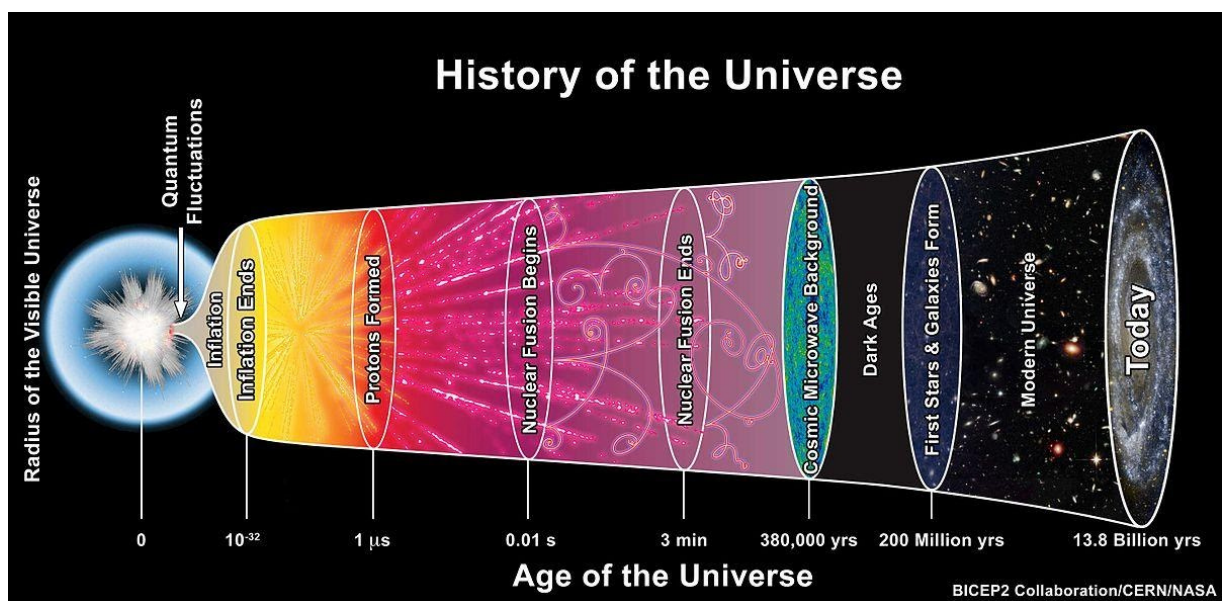 History of the Universe
Radius of the Visible Universe
Quantum
Fluctuations
Inflation
Inflation Ends
Protons Formed
Nuclear Fusion Begins
Nuclear Fusion Ends
Cosmic Microwave Background
Dark Ages
First Stars & Galaxies Form
Modern Universe
Today
0
10⁻³²
1 μs
0.01 s
3 min
380,000 yrs
200 Million yrs
13.8 Billion yrs
Age of the Universe
BICEP2 Collaboration/CERN/NASA